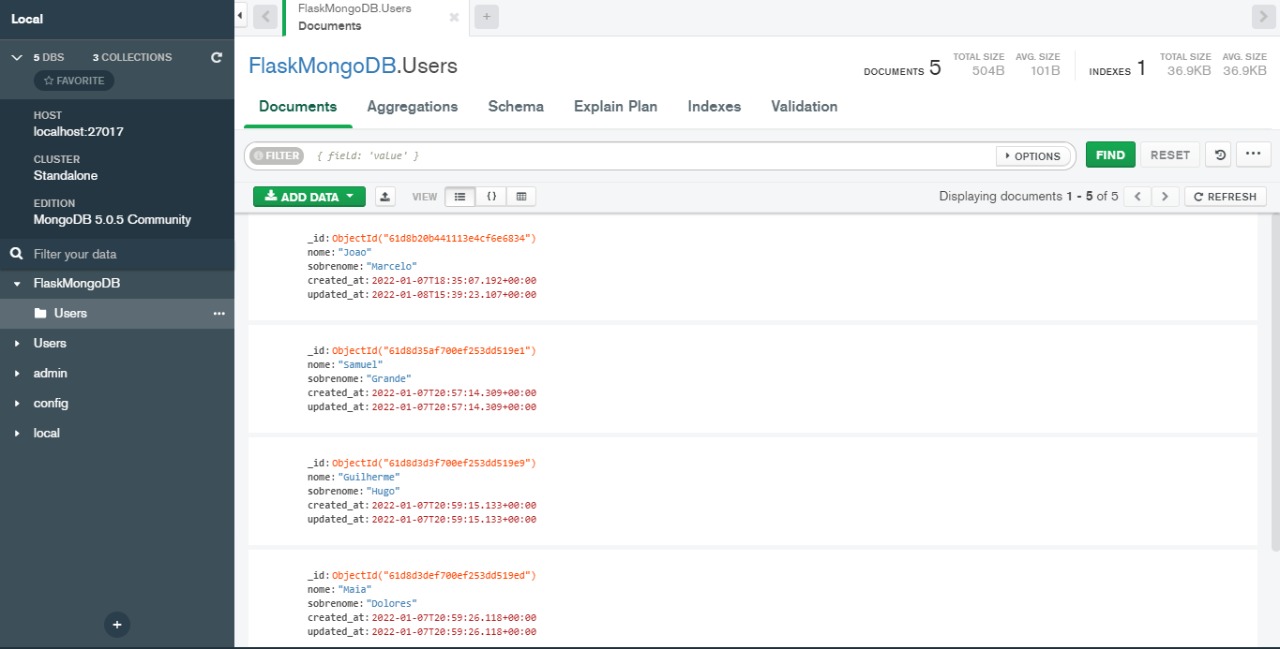 Local
5 DBS 3 COLLECTIONS
FAVORITE
HOST
localhost:27017
CLUSTER
Standalone
EDITION
MongoDB 5.0.5 Community
Filter your data
FlaskMongoDB
Users
Users
admin
config
local
FlaskMongoDB.Users
Documents
FlaskMongoDB.Users
DOCUMENTS 5 TOTAL SIZE 504B AVG. SIZE 101B INDEXES 1 TOTAL SIZE 36.9KB AVG. SIZE 36.9KB
Documents Aggregations Schema Explain Plan Indexes Validation
FILTER { field: 'value' } OPTIONS FIND RESET
ADD DATA VIEW {} Displaying documents 1 - 5 of 5 REFRESH
_id: ObjectId("61d8b20b441113e4cf6e6834")
nome: "Joao"
sobrenome: "Marcelo"
created_at: 2022-01-07T18:35:07.192+00:00
updated_at: 2022-01-08T15:39:23.107+00:00
_id: ObjectId("61d8d35af700ef253dd519e1")
nome: "Samuel"
sobrenome: "Grande"
created_at: 2022-01-07T20:57:14.309+00:00
updated_at: 2022-01-07T20:57:14.309+00:00
_id: ObjectId("61d8d3d3f700ef253dd519e9")
nome: "Guilherme"
sobrenome: "Hugo"
created_at: 2022-01-07T20:59:15.133+00:00
updated_at: 2022-01-07T20:59:15.133+00:00
_id: ObjectId("61d8d3def700ef253dd519ed")
nome: "Maia"
sobrenome: "Dolores"
created_at: 2022-01-07T20:59:26.118+00:00
updated_at: 2022-01-07T20:59:26.118+00:00